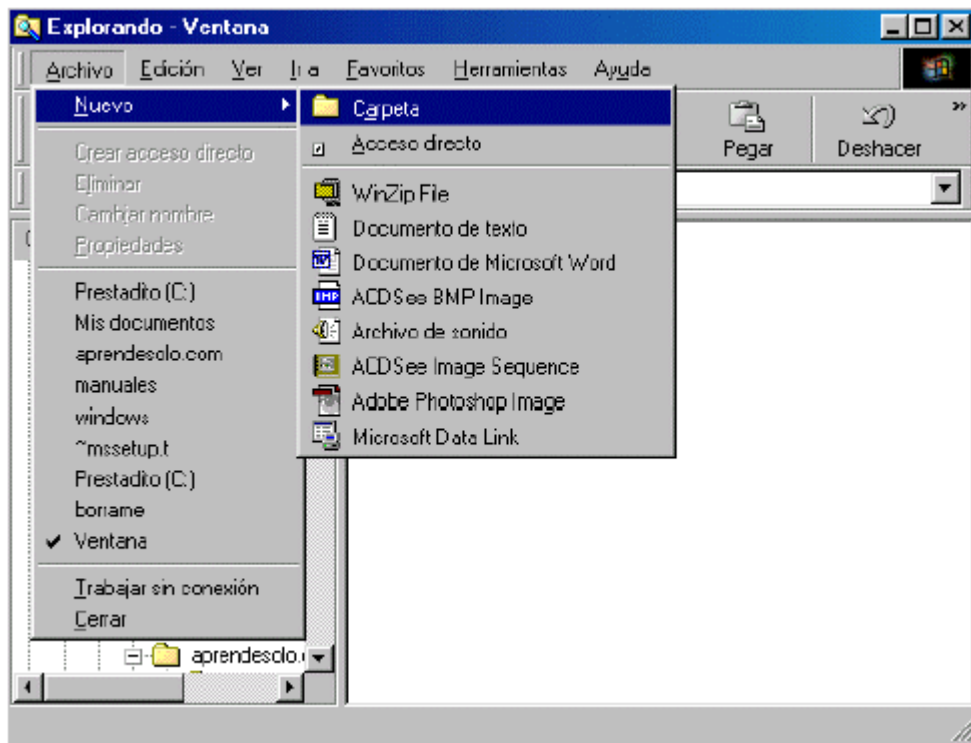 Explorando - Ventana
Archivo Edición Ver Ir a Favoritos Herramientas Ayuda
Nuevo
Crear acceso directo
Eliminar
Cambiar nombre
Propiedades
Prestadito (C:)
Mis documentos
aprendesolo.com
manuales
windows
~mssetup.t
Prestadito (C:)
borrame
Ventana
Trabajar sin conexión
Cerrar
Carpeta
Acceso directo
WinZip File
Documento de texto
Documento de Microsoft Word
ACDSee BMP Image
Archivo de sonido
ACDSee Image Sequence
Adobe Photoshop Image
Microsoft Data Link
Pegar
Deshacer
»
aprendesolo.